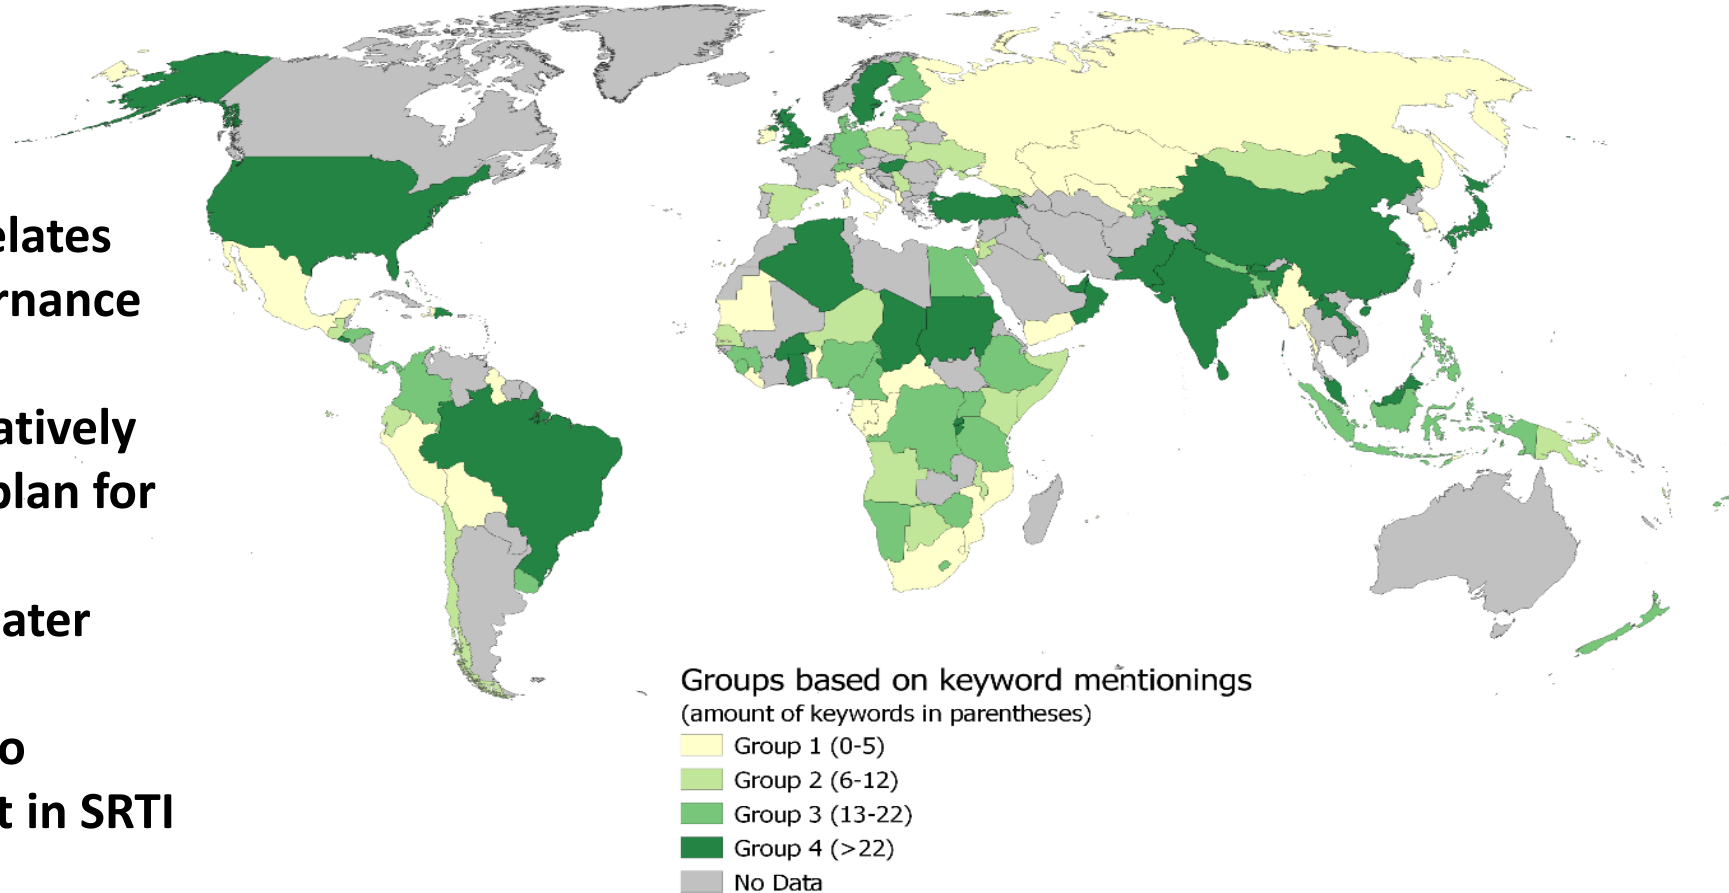 elates
rnance
atively
plan for
ater
o
t in SRTI
Groups based on keyword mentionings
(amount of keywords in parentheses)
Group 1 (0-5)
Group 2 (6-12)
Group 3 (13-22)
Group 4 (>22)
No Data